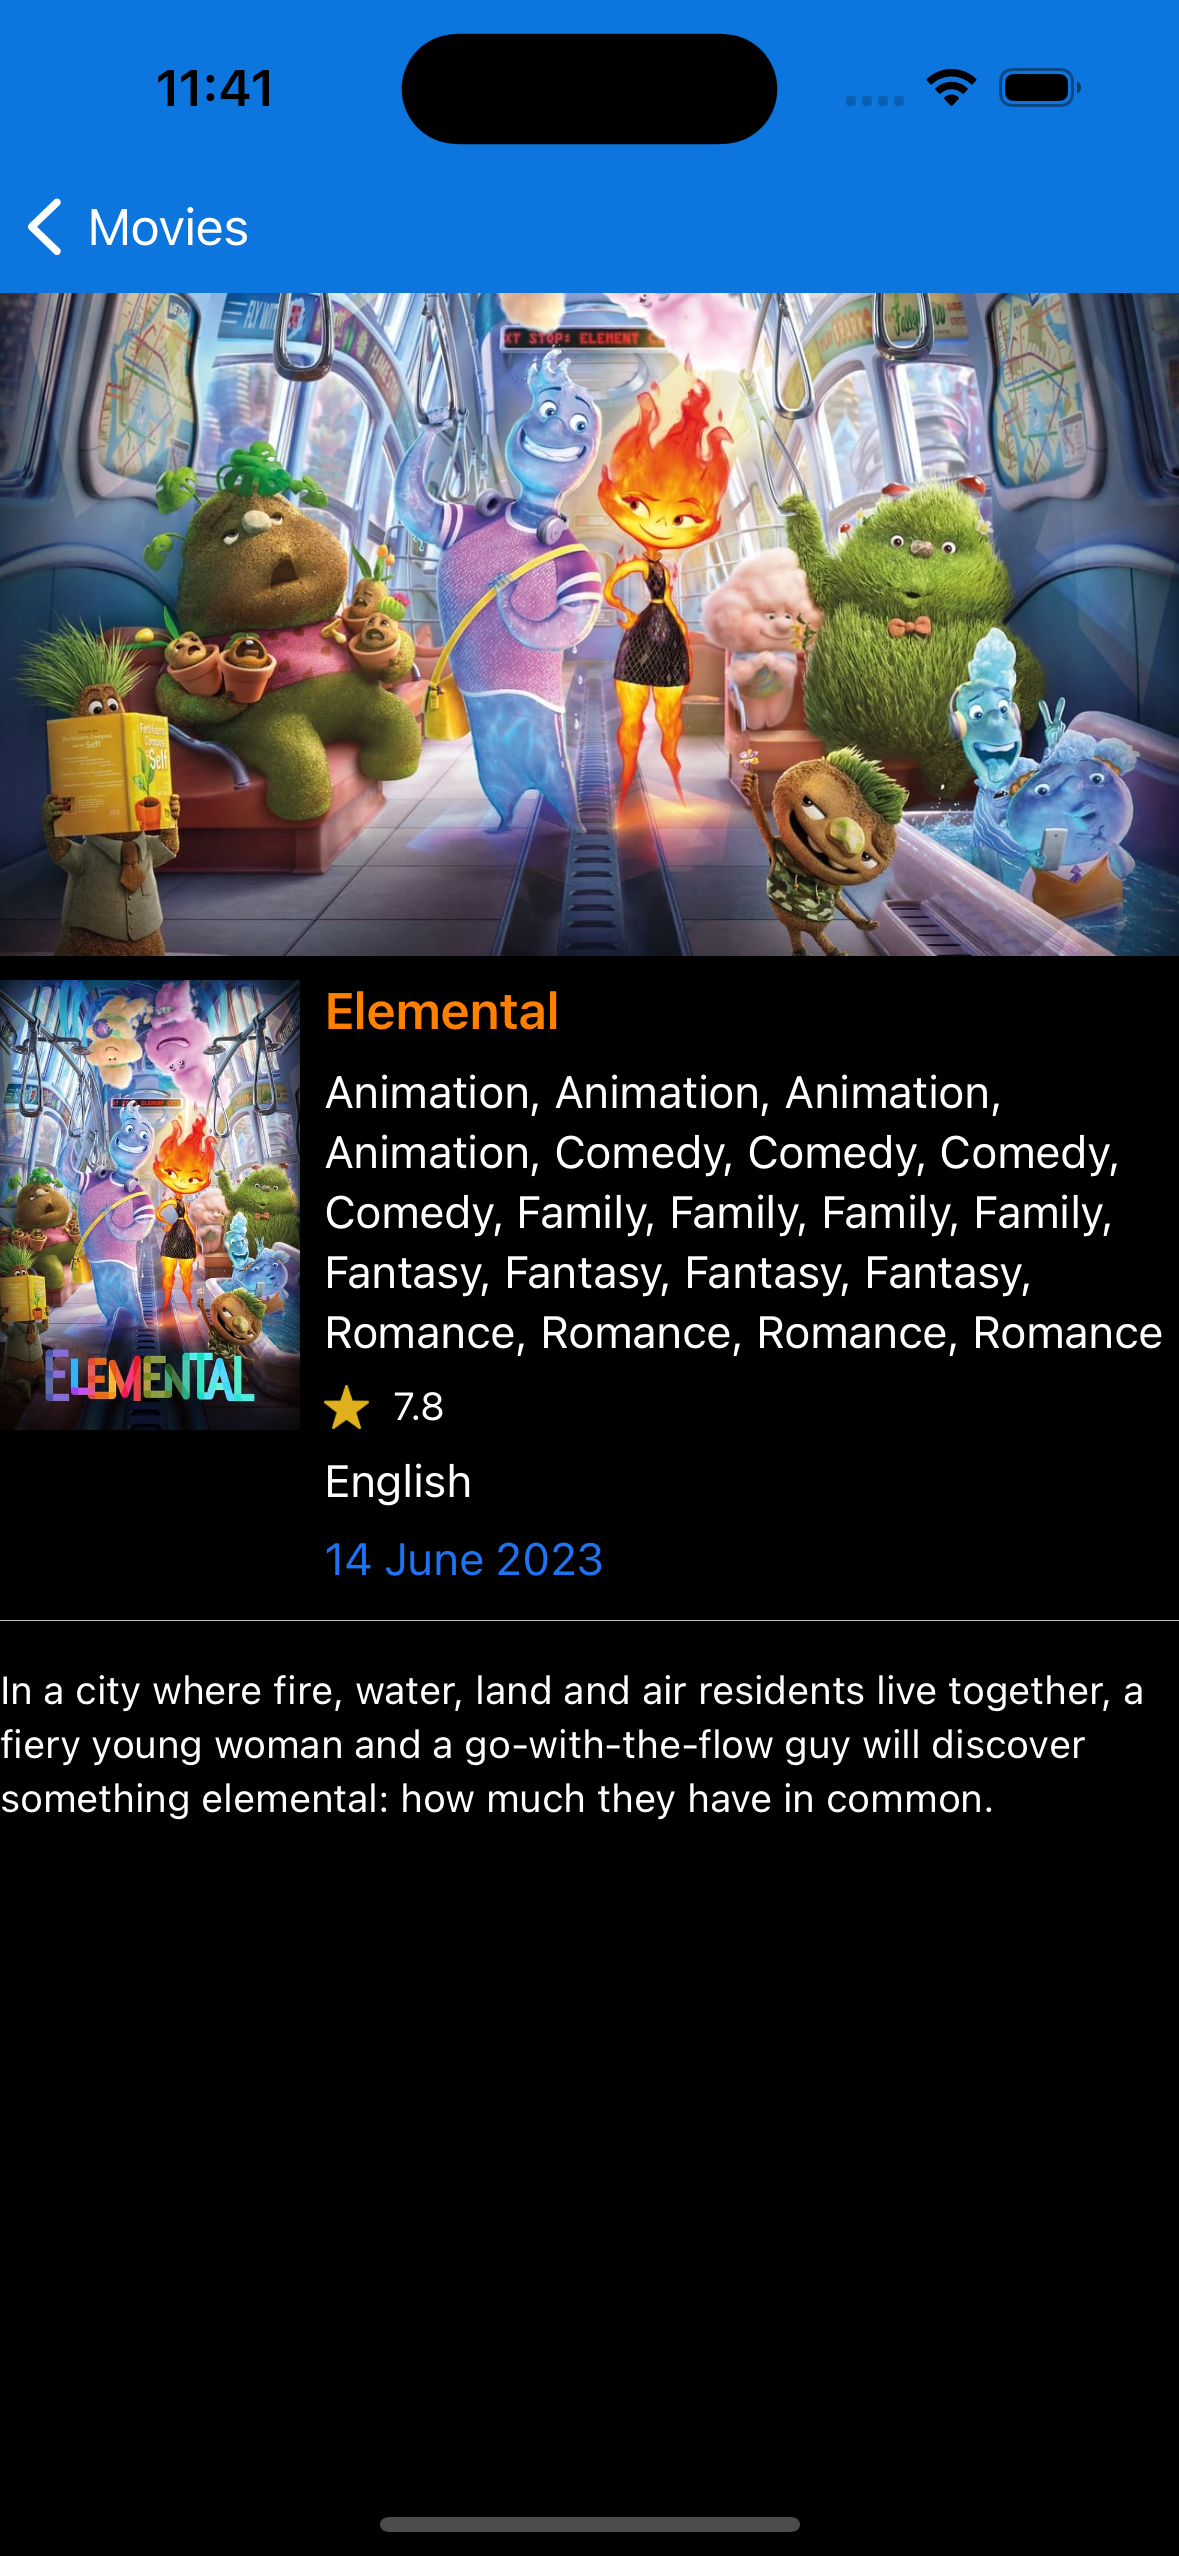 11:41
Movies
XT STOP: ELEMENT C
Self
Self
Elemental
Animation, Animation, Animation,
Animation, Comedy, Comedy, Comedy,
Comedy, Family, Family, Family, Family,
Fantasy, Fantasy, Fantasy, Fantasy,
Romance, Romance, Romance, Romance
ELEMENTAL
7.8
English
14 June 2023
In a city where fire, water, land and air residents live together, a
fiery young woman and a go-with-the-flow guy will discover
something elemental: how much they have in common.